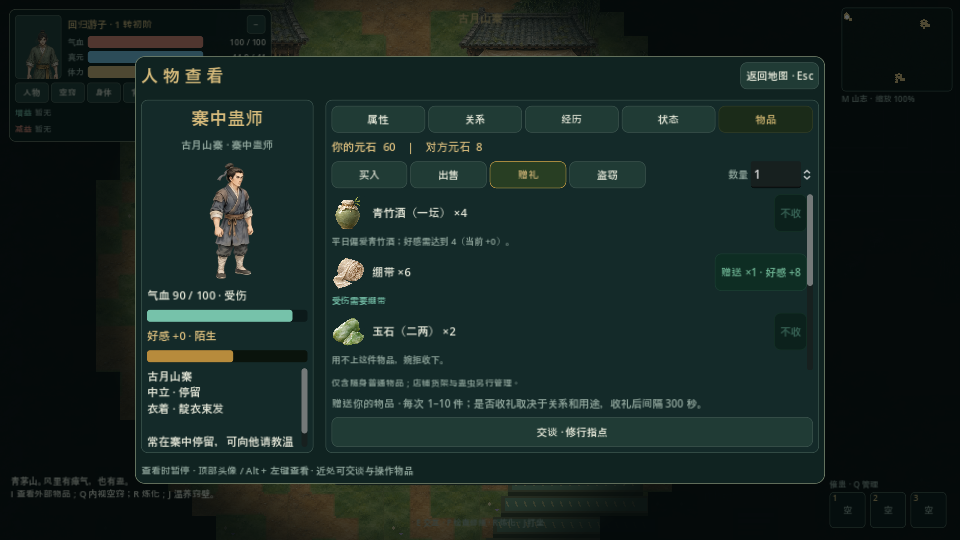 回归游子 · 1 转初阶
气血 100 / 100
真元
体力
人物 空窍 身体
增益 暂无
减益 暂无
古月山寨
M 山志 · 缩放 100%
人物查看
返回地图 · Esc
寨中蛊师
古月山寨 · 寨中蛊师
气血 90 / 100 · 受伤
好感 +0 · 陌生
古月山寨
中立 · 停留
衣着 · 靛衣束发
常在寨中停留，可向他请教温
属性 关系 经历 状态 物品
你的元石 60 | 对方元石 8
买入 出售 赠礼 盗窃 数量 1
青竹酒（一坛） ×4 不收
平日偏爱青竹酒；好感需达到 4（当前 +0）。
绷带 ×6 赠送 ×1 · 好感 +8
受伤需要绷带
玉石（二两） ×2 不收
用不上这件物品，婉拒收下。
仅含随身普通物品；店铺货架与蛊虫另行管理。
赠送你的物品 · 每次 1–10 件；是否收礼取决于关系和用途，收礼后间隔 300 秒。
交谈 · 修行指点
查看时暂停 · 顶部头像 / Alt + 左键查看 · 近处可交谈与操作物品
青茅山。风里有瘴气，也有蛊。
I 查看外部物品；Q 内视空窍；R 炼化；J 温养窍壁。
1 空 2 空 3 空